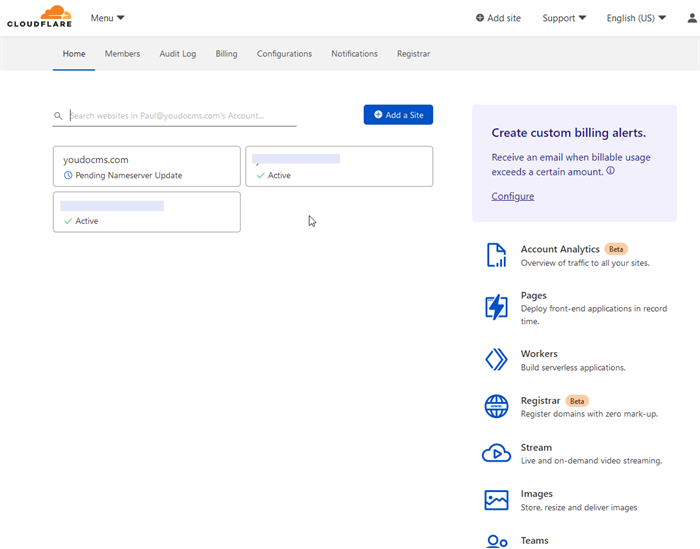 CLOUDFLARE
Menu
Add site
Support
English (US)
Home
Members
Audit Log
Billing
Configurations
Notifications
Registrar
Search websites in Paul@youdocms.com's Account...
Add a Site
youdocms.com
Pending Nameserver Update
Active
Active
Create custom billing alerts.
Receive an email when billable usage
exceeds a certain amount.
Configure
Account Analytics Beta
Overview of traffic to all your sites.
Pages
Deploy front-end applications in record
time.
Workers
Build serverless applications.
Registrar Beta
Register domains with zero mark-up.
Stream
Live and on-demand video streaming.
Images
Store, resize and deliver images
Teams